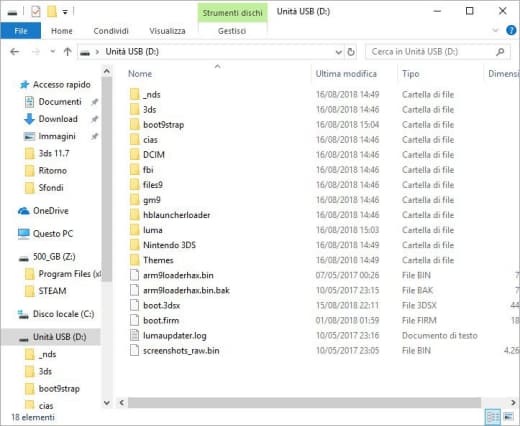 Strumenti dischi Unità USB (D:)
File Home Condividi Visualizza Gestisci
Unità USB (D:) Cerca in Unità USB (D:)
Nome Ultima modifica Tipo Dimensi
Accesso rapido
Documenti
Download
Immagini
3ds 11.7
Ritorno
Sfondi
OneDrive
Questo PC
500_GB (Z:)
Program Files (x8
STEAM
Disco locale (C:)
Unità USB (D:)
_nds
3ds
boot9strap
cias
_nds 16/08/2018 14:49 Cartella di file
3ds 16/08/2018 14:46 Cartella di file
boot9strap 16/08/2018 15:04 Cartella di file
cias 16/08/2018 14:46 Cartella di file
DCIM 16/08/2018 14:46 Cartella di file
fbi 16/08/2018 14:46 Cartella di file
files9 16/08/2018 14:46 Cartella di file
gm9 16/08/2018 14:46 Cartella di file
hblauncherloader 16/08/2018 14:46 Cartella di file
luma 16/08/2018 15:03 Cartella di file
Nintendo 3DS 16/08/2018 14:49 Cartella di file
Themes 16/08/2018 14:49 Cartella di file
arm9loaderhax.bin 07/05/2017 00:26 File BIN 7
arm9loaderhax.bin.bak 10/05/2017 23:15 File BAK 7
boot.3dsx 15/08/2018 22:11 File 3DSX 44
boot.firm 01/08/2018 01:59 File FIRM 18
lumaupdater.log 10/05/2017 23:16 Documento di testo
screenshots_raw.bin 10/05/2017 23:05 File BIN 4.26
18 elementi